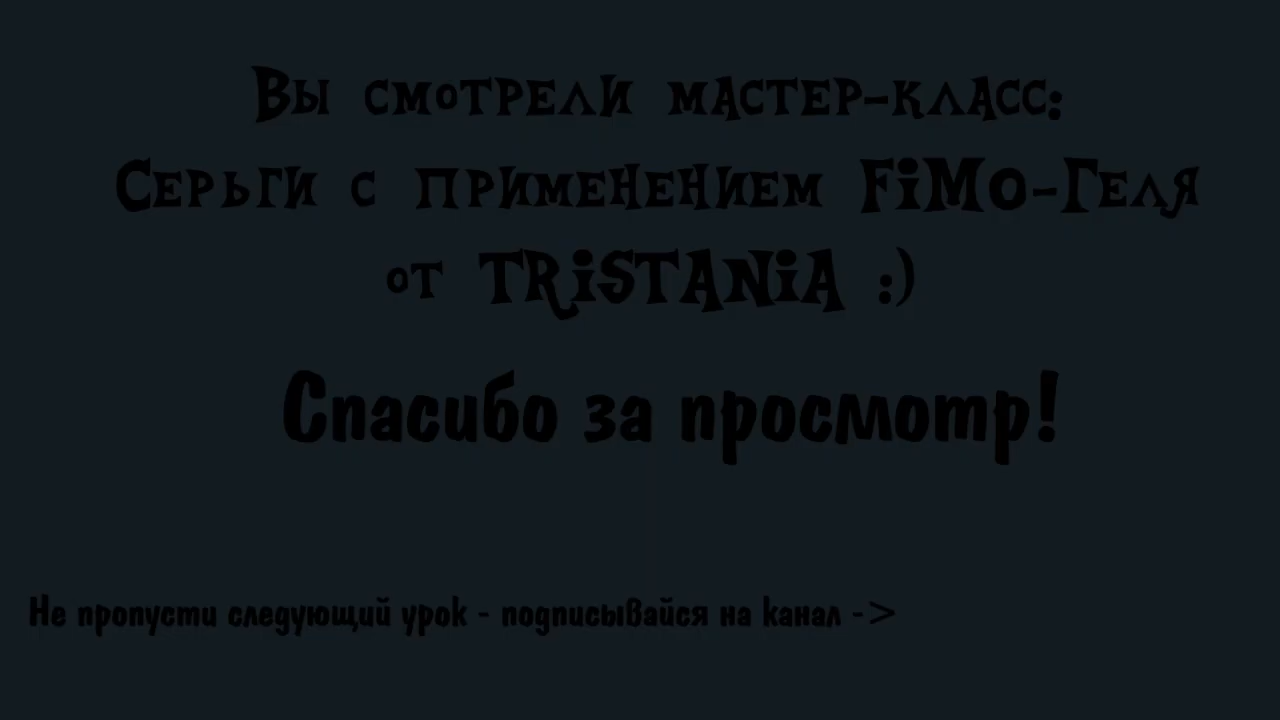 Вы смотрели мастер-класс:
Серьги с применением FiMo-Геля
от TRiSTANiA :)
Спасибо за просмотр!
Не пропусти следующий урок - подписывайся на канал ->